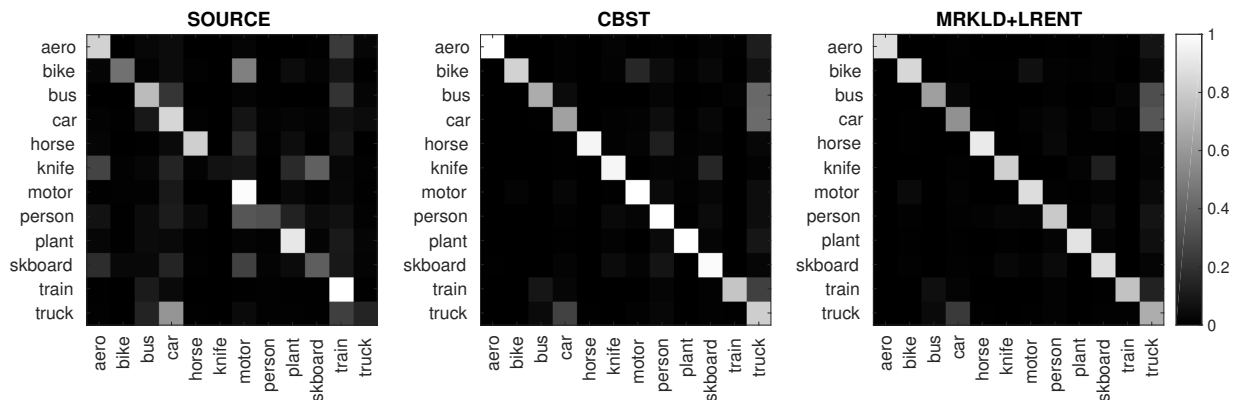 SOURCE
aero
bike
bus
car
horse
knife
motor
person
plant
skboard
train
truck
aero
bike
bus
car
horse
knife
motor
person
plant
skboard
train
truck
CBST
aero
bike
bus
car
horse
knife
motor
person
plant
skboard
train
truck
aero
bike
bus
car
horse
knife
motor
person
plant
skboard
train
truck
MRKLD+LRENT
aero
bike
bus
car
horse
knife
motor
person
plant
skboard
train
truck
aero
bike
bus
car
horse
knife
motor
person
plant
skboard
train
truck
1
0.8
0.6
0.4
0.2
0